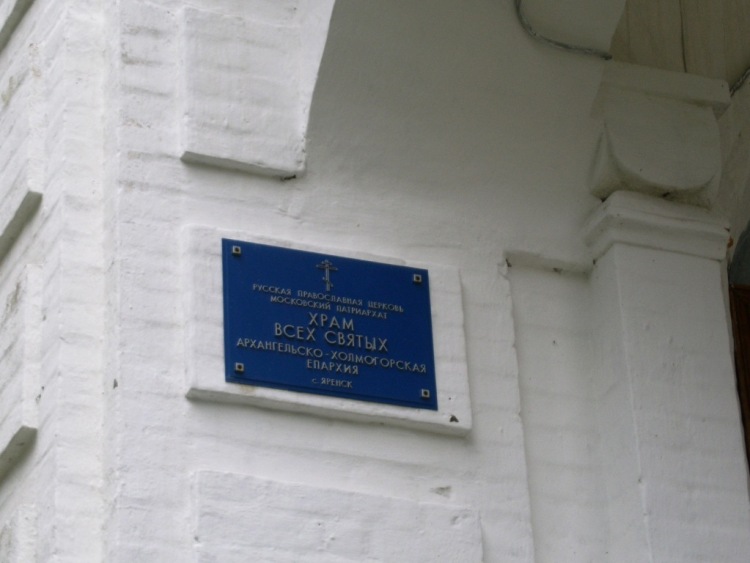 РУССКАЯ ПРАВОСЛАВНАЯ ЦЕРКОВЬ
МОСКОВСКИЙ ПАТРИАРХАТ
ХРАМ
ВСЕХ СВЯТЫХ
АРХАНГЕЛЬСКО-ХОЛМОГОРСКАЯ
ЕПАРХИЯ
с. ЯРЕНСК